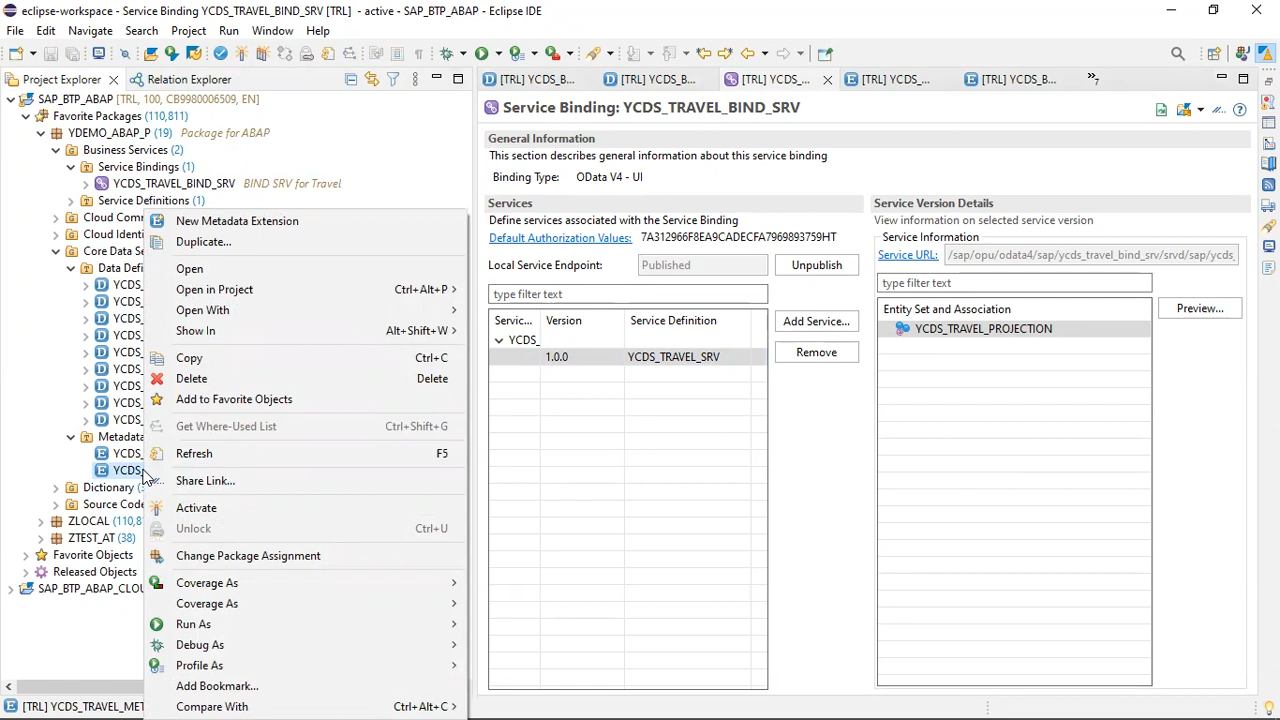 eclipse-workspace - Service Binding YCDS_TRAVEL_BIND_SRV [TRL] - active - SAP_BTP_ABAP - Eclipse IDE
File Edit Navigate Search Project Run Window Help
Project Explorer Relation Explorer
[TRL] YCDS_B... [TRL] YCDS_B... [TRL] YCDS_... [TRL] YCDS_... [TRL] YCDS_B... 7
SAP_BTP_ABAP [TRL, 100, CB9980006509, EN]
Favorite Packages (110,811)
YDEMO_ABAP_P (19) Package for ABAP
Business Services (2)
Service Bindings (1)
YCDS_TRAVEL_BIND_SRV BIND SRV for Travel
Service Definitions (1)
Cloud Com
Cloud Identi
Core Data Se
Data Defi
YCDS_
YCDS_
YCDS_
YCDS_
YCDS_
YCDS_
YCDS_
YCDS_
YCDS_
Metadata
YCDS_
YCDS_
Dictionary
Source Code
ZLOCAL (110,8
ZTEST_AT (38)
Favorite Objects
Released Objects
SAP_BTP_ABAP_CLOU
[TRL] YCDS_TRAVEL_MET
New Metadata Extension
Duplicate...
Open
Open in Project Ctrl+Alt+P
Open With
Show In Alt+Shift+W
Copy Ctrl+C
Delete Delete
Add to Favorite Objects
Get Where-Used List Ctrl+Shift+G
Refresh F5
Share Link...
Activate
Unlock Ctrl+U
Change Package Assignment
Coverage As
Coverage As
Run As
Debug As
Profile As
Add Bookmark...
Compare With Ctrl+Alt+C
Service Binding: YCDS_TRAVEL_BIND_SRV
General Information
This section describes general information about this service binding
Binding Type: OData V4 - UI
Services
Define services associated with the Service Binding
Default Authorization Values: 7A312966F8EA9CADECFA7969893759HT
Local Service Endpoint: Published Unpublish
type filter text
Servic... Version Service Definition
YCDS_
1.0.0 YCDS_TRAVEL_SRV
Add Service...
Remove
Service Version Details
View information on selected service version
Service Information
Service URL: /sap/opu/odata4/sap/ycds_travel_bind_srv/srvd/sap/ycds_
type filter text
Entity Set and Association
YCDS_TRAVEL_PROJECTION
Preview...